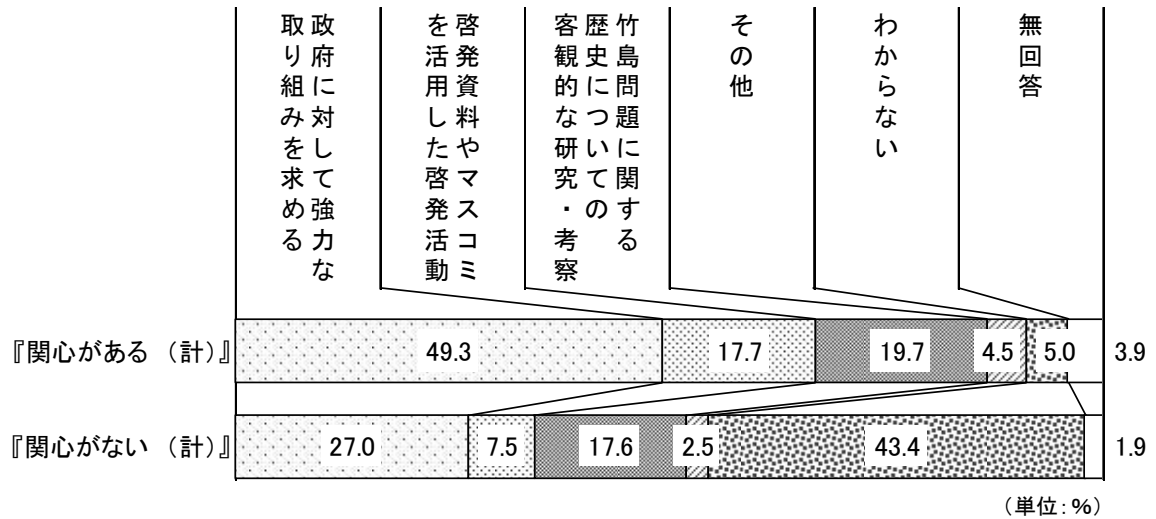 政府に対して強力な
取り組みを求める
啓発資料やマスコミ
を活用した啓発活動
竹島問題に関する
歴史についての
客観的な研究・考察
その他
わからない
無回答
『関心がある （計）』 49.3 17.7 19.7 4.5 5.0 3.9
『関心がない （計）』 27.0 7.5 17.6 2.5 43.4 1.9
（単位：％）